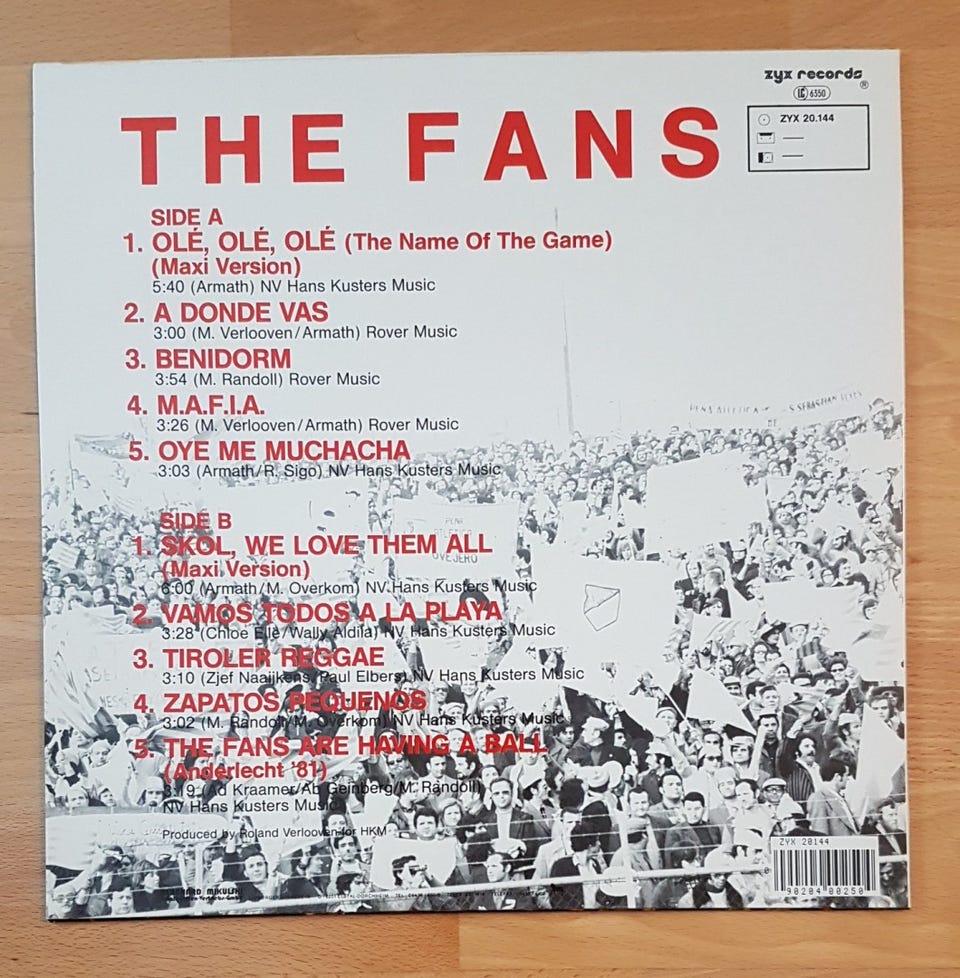 zyx records
®
LC 6350
THE FANS
ZYX 20.144
SIDE A
1. OLÉ, OLÉ, OLÉ (The Name Of The Game)
(Maxi Version)
5:40 (Armath) NV Hans Kusters Music
2. A DONDE VAS
3:00 (M. Verlooven/Armath) Rover Music
3. BENIDORM
3:54 (M. Randoll) Rover Music
4. M.A.F.I.A.
3:26 (M. Verlooven/Armath) Rover Music
5. OYE ME MUCHACHA
3:03 (Armath/R. Sigo) NV Hans Kusters Music
SIDE B
1. SKOL, WE LOVE THEM ALL
(Maxi Version)
6:00 (Armath/M. Overkom) NV Hans Kusters Music
2. VAMOS TODOS A LA PLAYA
3:28 (Chloe Elle/Wally Aldila) NV Hans Kusters Music
3. TIROLER REGGAE
3:10 (Zjef Naaijkens/Paul Elbers) NV Hans Kusters Music
4. ZAPATOS PEQUENOS
3:02 (M. Randoll/M. Overkom) NV Hans Kusters Music
5. THE FANS ARE HAVING A BALL
(Anderlecht '81)
3:19 (Ad Kraamer/Ab Geinberg/M. Randoll)
NV Hans Kusters Music
Produced by Roland Verlooven for HKM
ZYX 20144
90204 00250
BERNHARD MIKULSKI